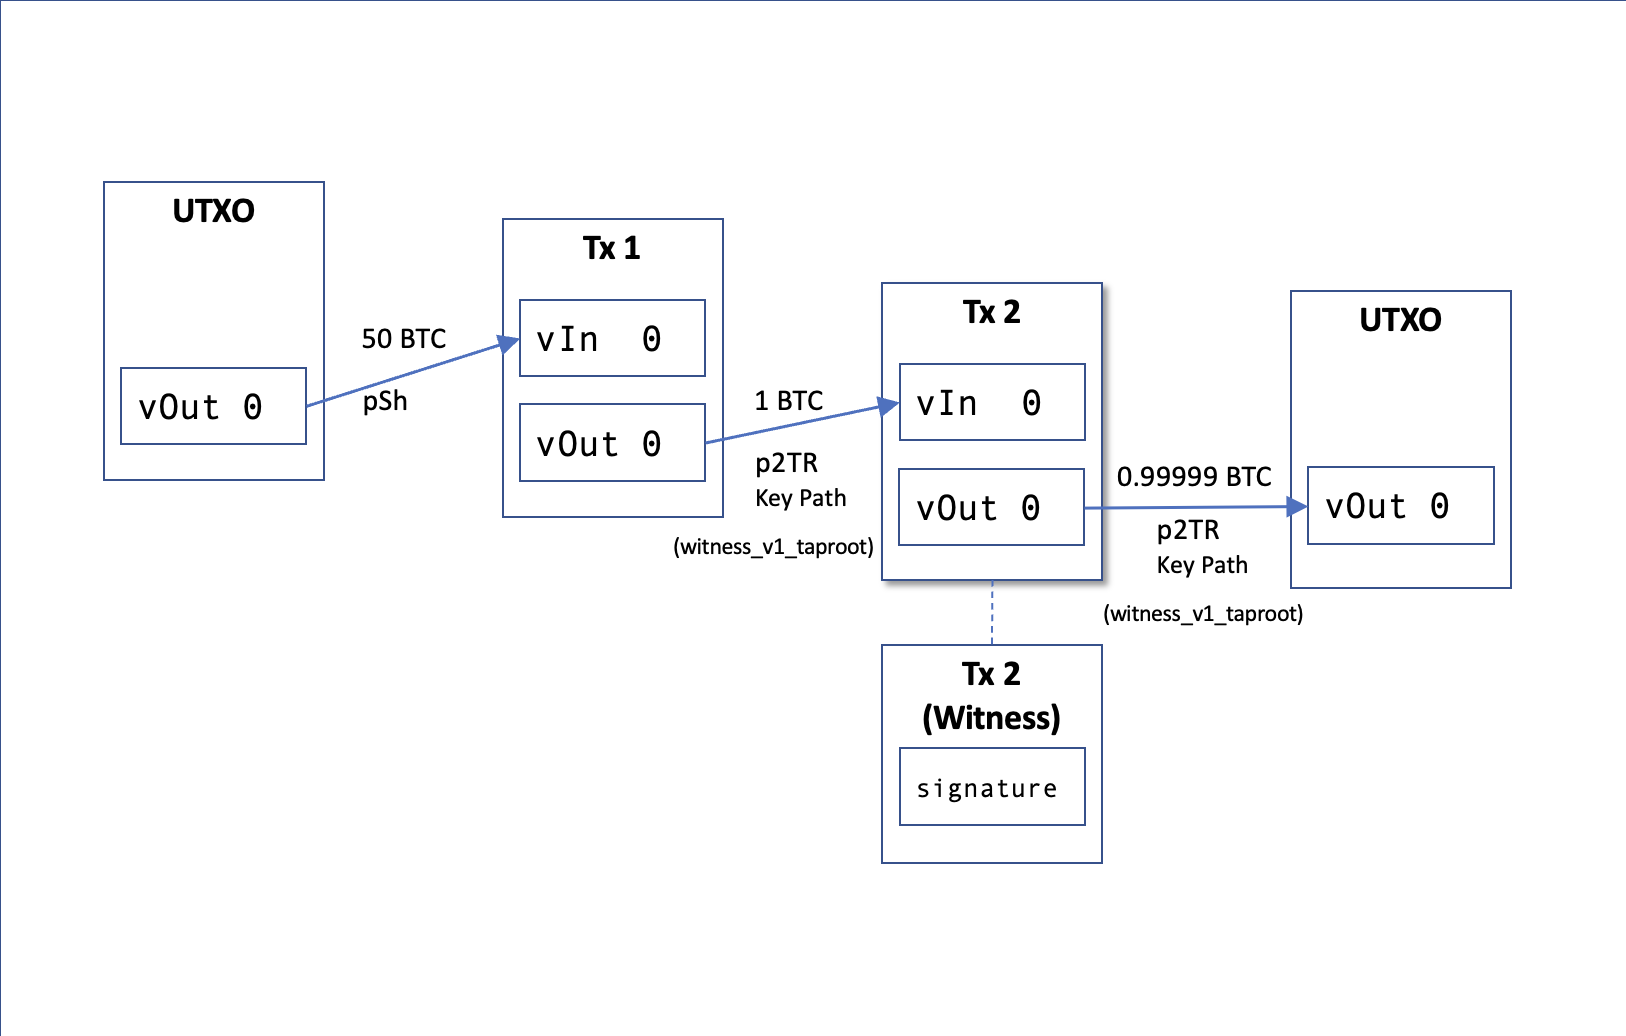 UTXO
vOut 0
50 BTC
pSh
Tx 1
vIn 0
vOut 0
1 BTC
p2TR
Key Path
(witness_v1_taproot)
Tx 2
vIn 0
vOut 0
0.99999 BTC
p2TR
Key Path
(witness_v1_taproot)
UTXO
vOut 0
Tx 2
(Witness)
signature